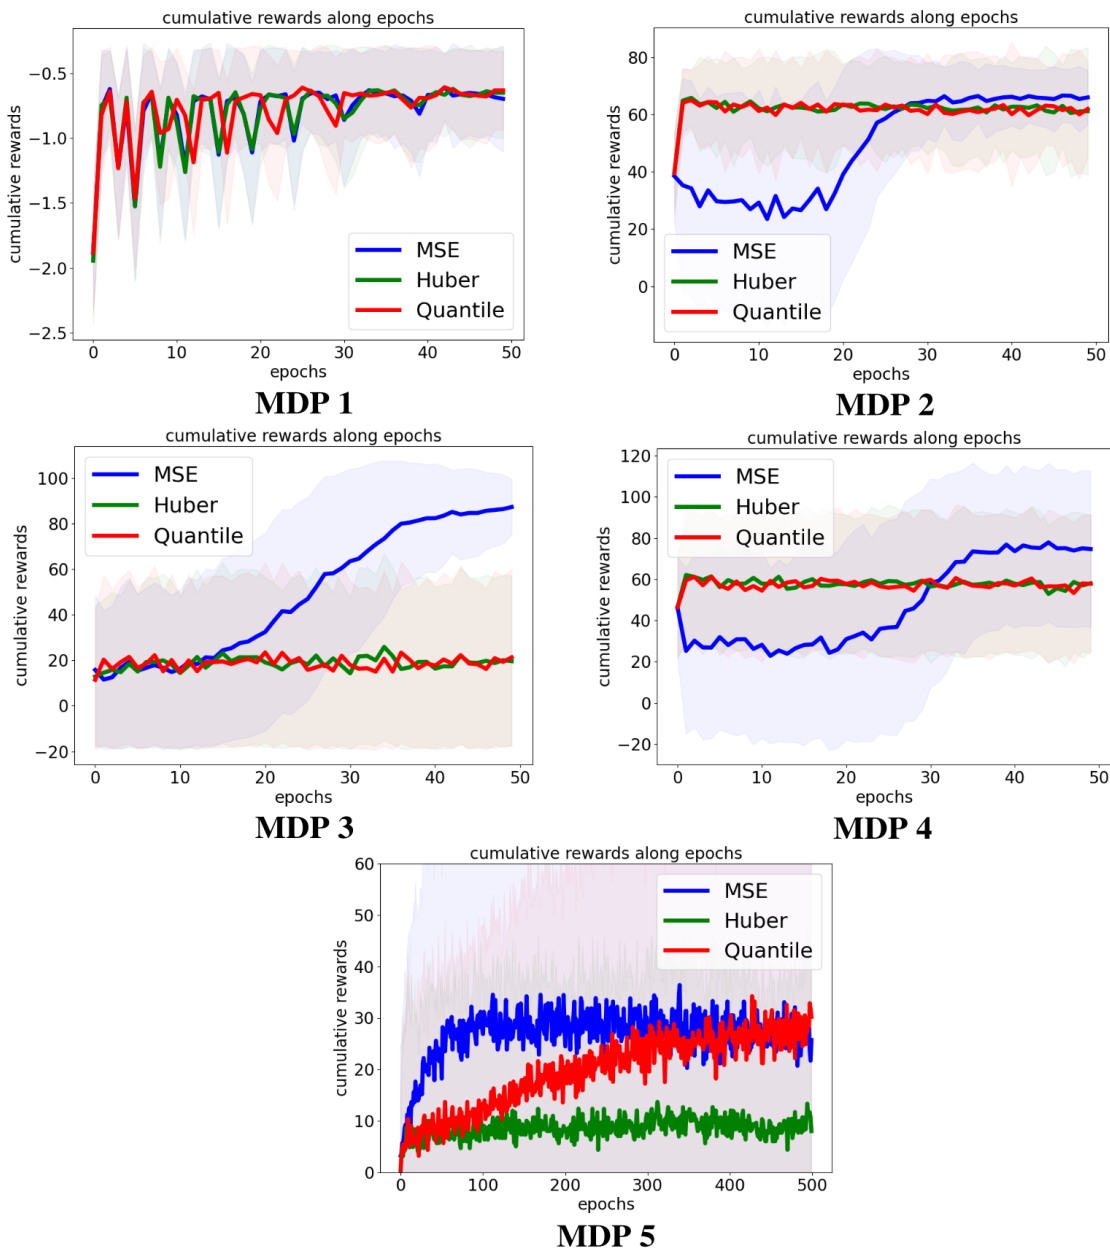 cumulative rewards along epochs
cumulative rewards
−0.5
−1.0
−1.5
−2.0
−2.5
MSE
Huber
Quantile
0 10 20 30 40 50
epochs
MDP 1
cumulative rewards along epochs
cumulative rewards
80
60
40
20
0
MSE
Huber
Quantile
0 10 20 30 40 50
epochs
MDP 2
cumulative rewards along epochs
cumulative rewards
100
80
60
40
20
0
−20
MSE
Huber
Quantile
0 10 20 30 40 50
epochs
MDP 3
cumulative rewards along epochs
cumulative rewards
120
100
80
60
40
20
0
−20
MSE
Huber
Quantile
0 10 20 30 40 50
epochs
MDP 4
cumulative rewards along epochs
cumulative rewards
60
50
40
30
20
10
0
MSE
Huber
Quantile
0 100 200 300 400 500
epochs
MDP 5